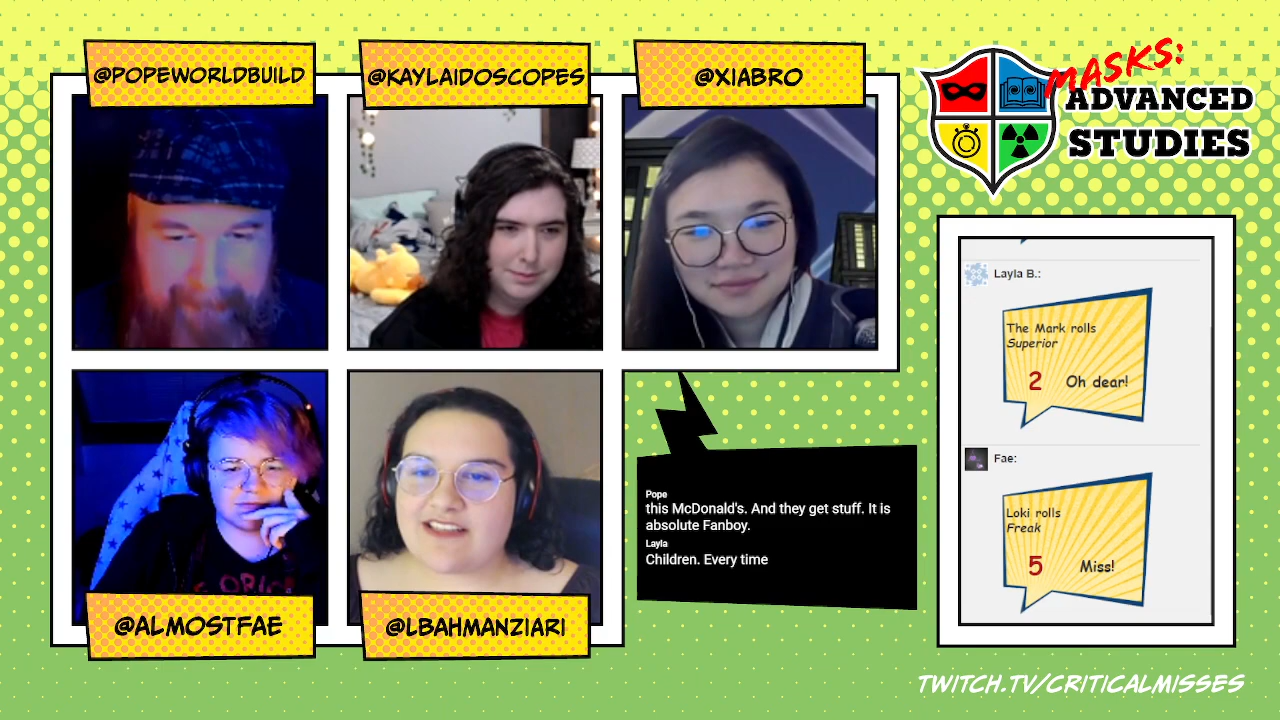 @POPEWORLDBUILD
@KAYLAIDOSCOPES
@XIABRO
MASKS:
ADVANCED
STUDIES
Layla B.:
The Mark rolls
Superior
2 Oh dear!
Fae:
Loki rolls
Freak
5 Miss!
Pope
this McDonald's. And they get stuff. It is
absolute Fanboy.
Layla
Children. Every time
@ALMOSTFAE
@LBAHMANZIARI
TWITCH.TV/CRITICALMISSES